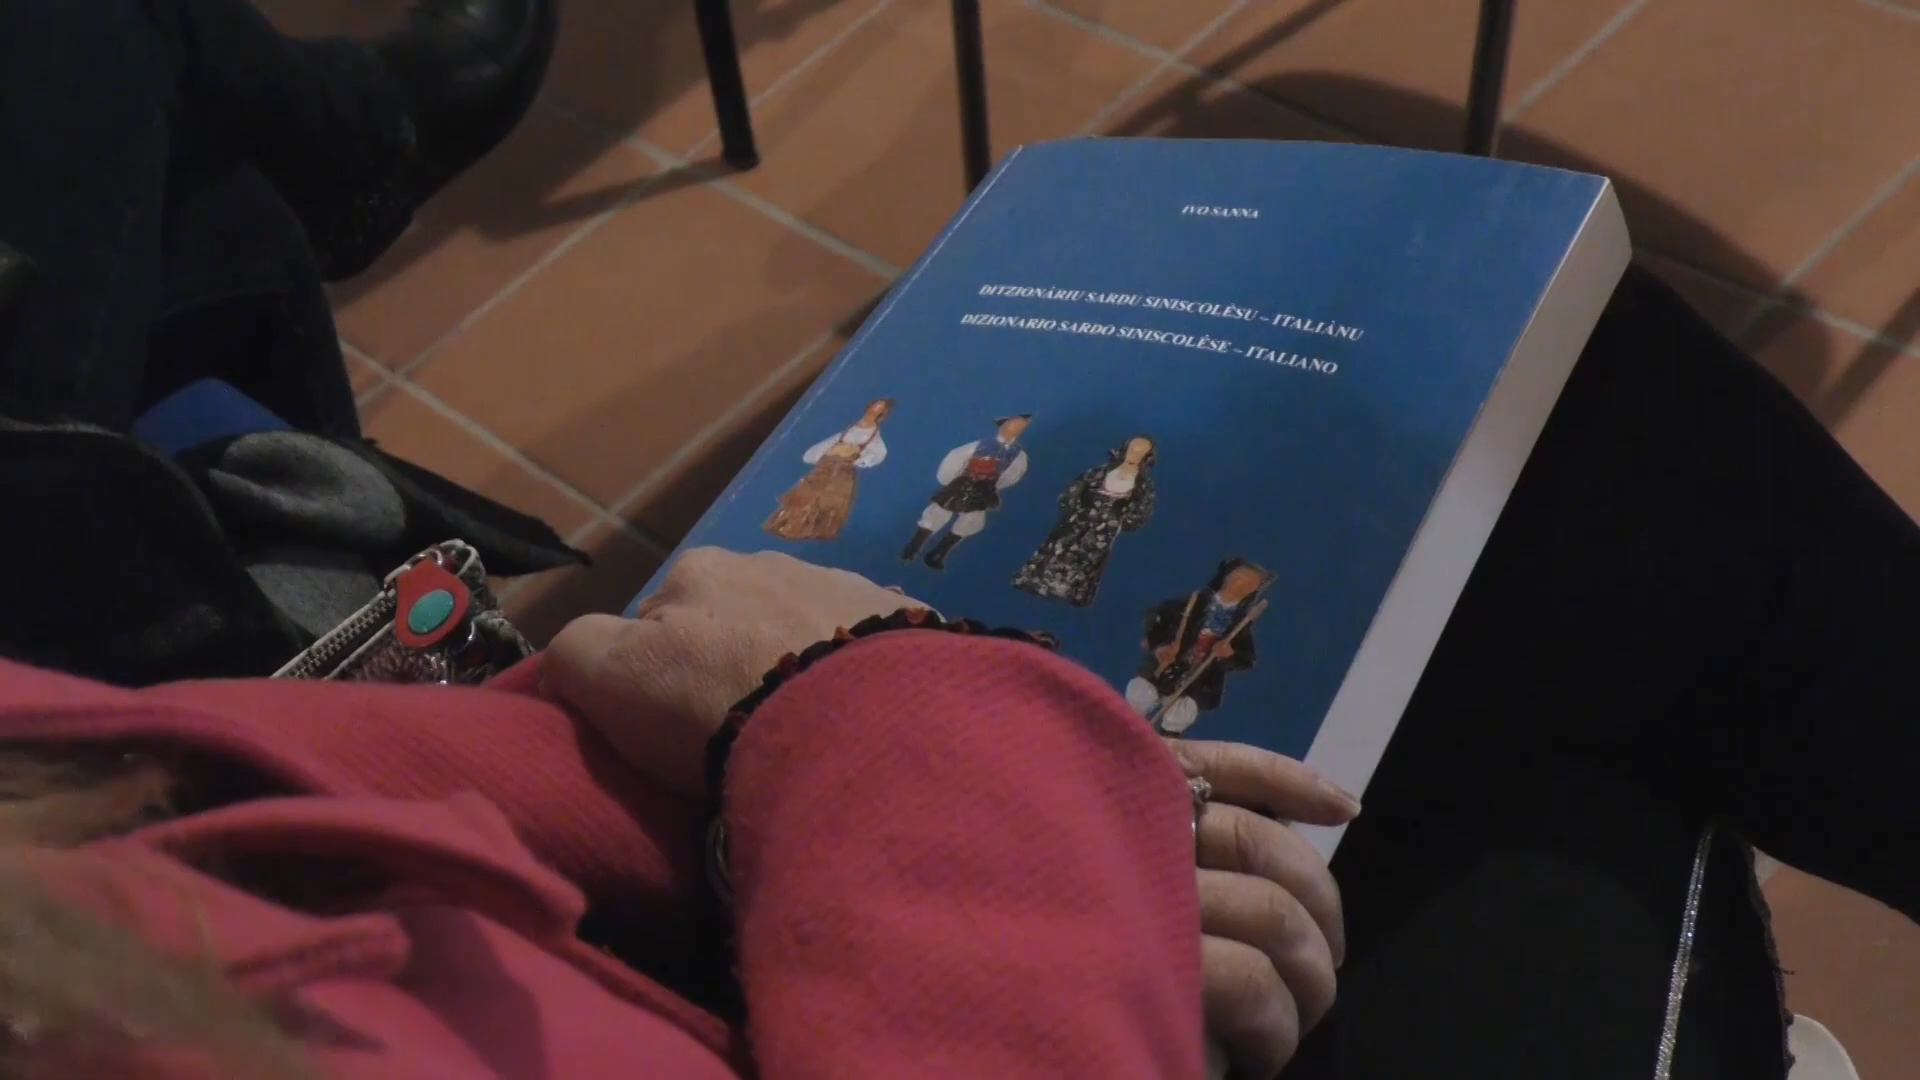 IVO SANNA
DITZIONÀRIU SARDU SINISCOLÈSU – ITALIÀNU
DIZIONARIO SARDO SINISCOLÈSE – ITALIANO